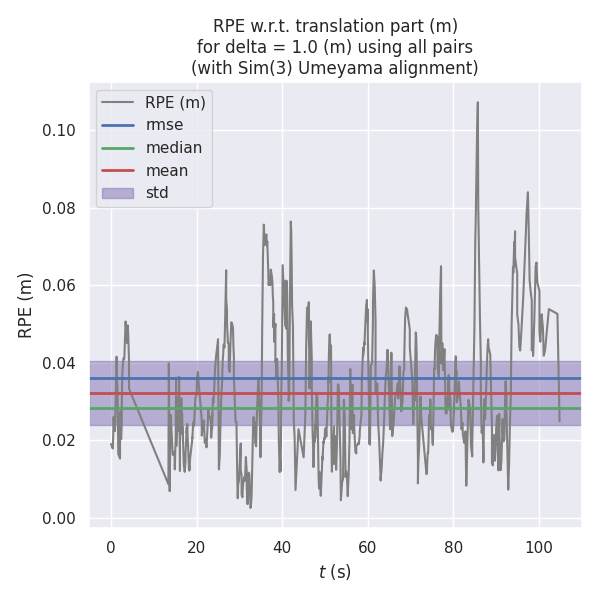 RPE w.r.t. translation part (m)
for delta = 1.0 (m) using all pairs
(with Sim(3) Umeyama alignment)
RPE (m)
rmse
median
mean
std
0.10
0.08
0.06
0.04
0.02
0.00
RPE (m)
0 20 40 60 80 100
t (s)